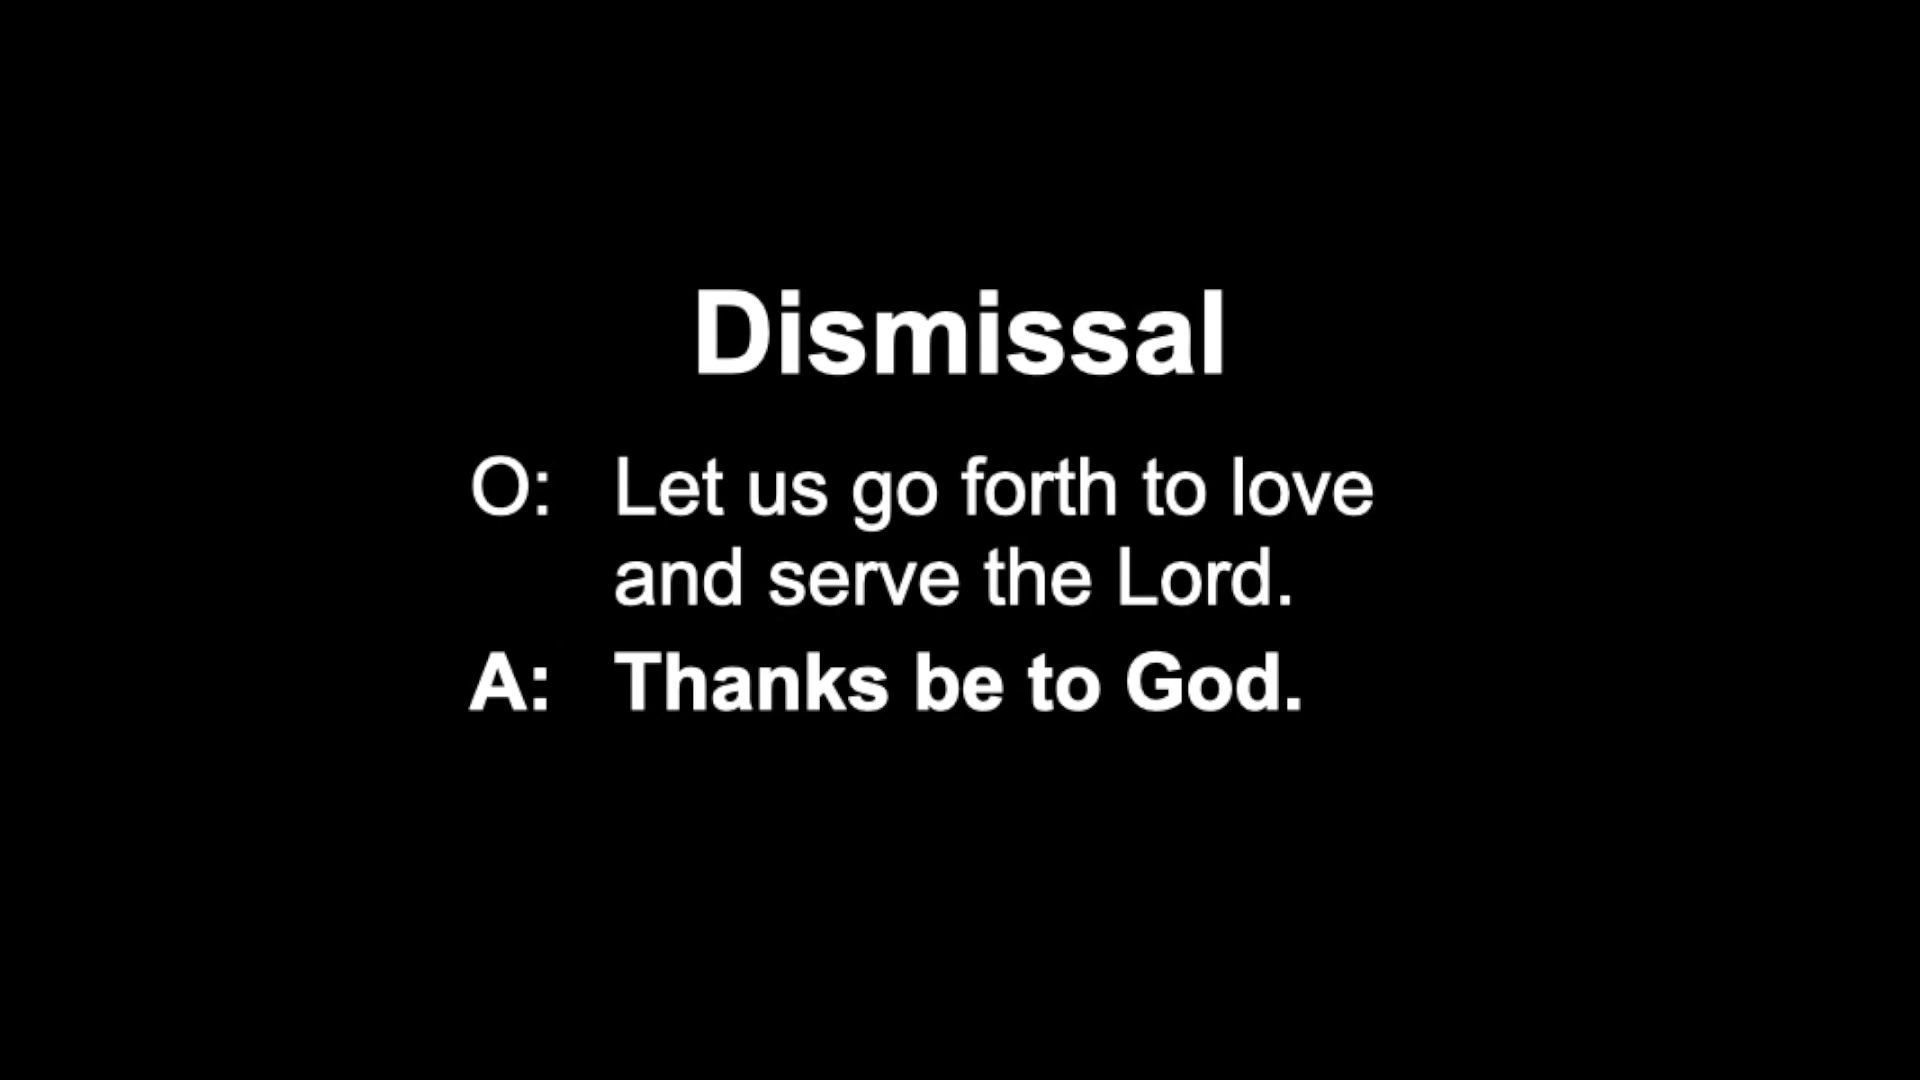 Dismissal
O: Let us go forth to love
and serve the Lord.
A: Thanks be to God.